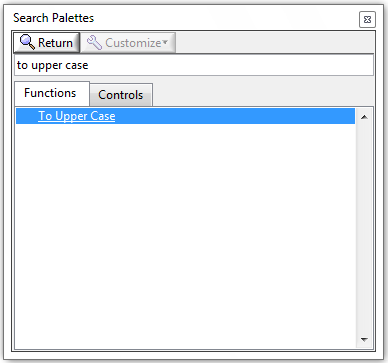 Search Palettes
Return Customize
to upper case
Functions Controls
To Upper Case